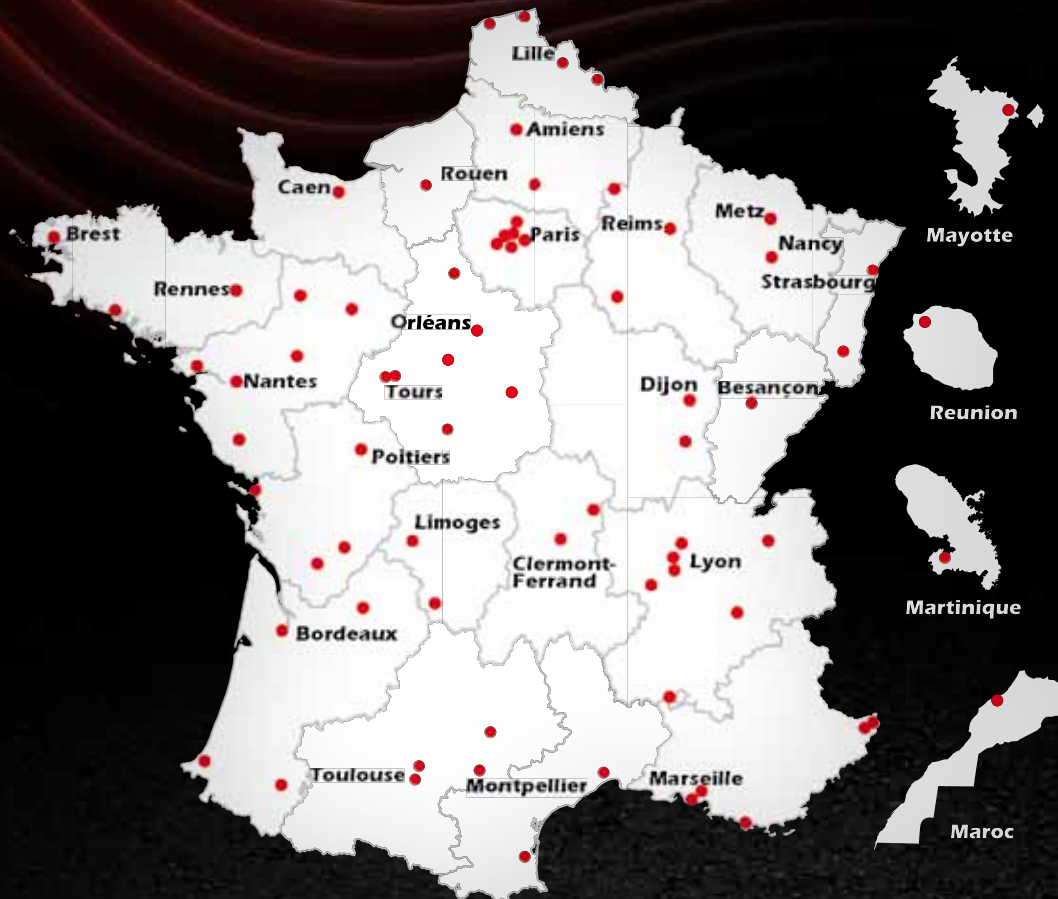 Lille
Amiens
Rouen
Caen
Reims
Metz
Brest
Paris
Nancy
Mayotte
Strasbourg
Rennes
Orléans
Nantes
Tours
Dijon
Besançon
Reunion
Poitiers
Limoges
Clermont-
Ferrand
Lyon
Martinique
Bordeaux
Toulouse
Montpellier
Marseille
Maroc